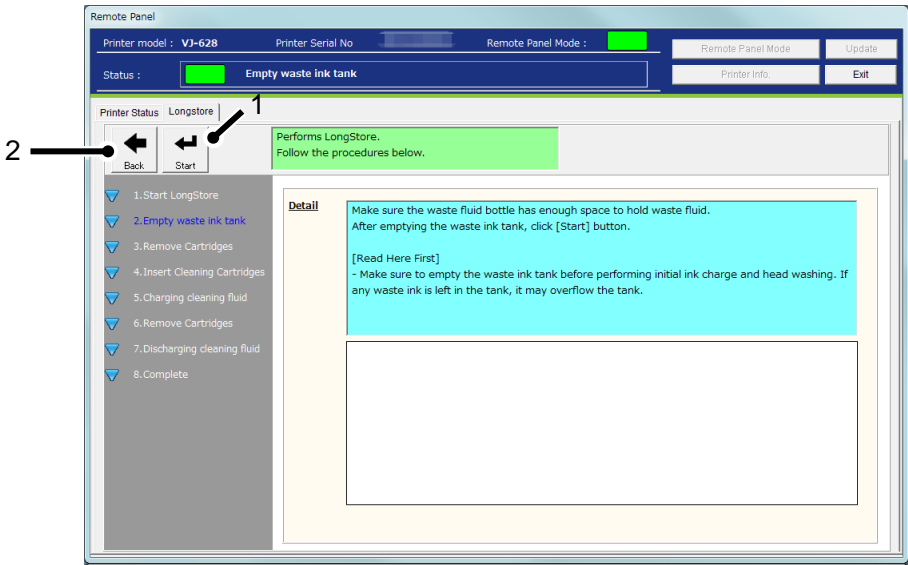 Remote Panel
Printer model : VJ-628 Printer Serial No Remote Panel Mode :
Remote Panel Mode Update
Status : Empty waste ink tank
Printer Info. Exit
Printer Status Longstore
1
2
Back Start
Performs LongStore.
Follow the procedures below.
1.Start LongStore
2.Empty waste ink tank
3.Remove Cartridges
4.Insert Cleaning Cartridges
5.Charging cleaning fluid
6.Remove Cartridges
7.Discharging cleaning fluid
8.Complete
Detail
Make sure the waste fluid bottle has enough space to hold waste fluid.
After emptying the waste ink tank, click [Start] button.
[Read Here First]
- Make sure to empty the waste ink tank before performing initial ink charge and head washing. If
any waste ink is left in the tank, it may overflow the tank.